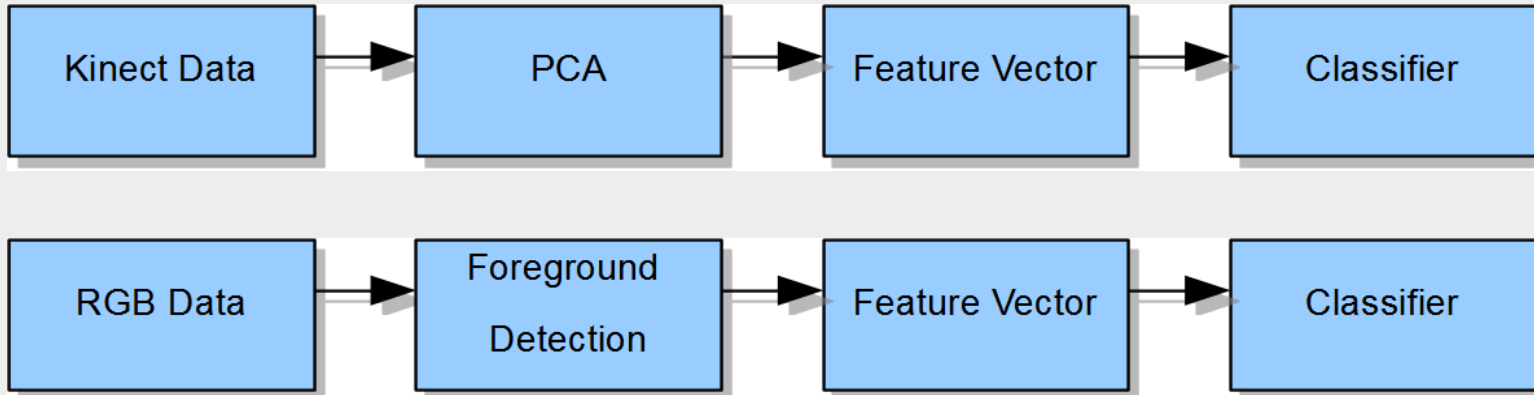 Kinect Data
PCA
Feature Vector
Classifier
RGB Data
Foreground
Detection
Feature Vector
Classifier